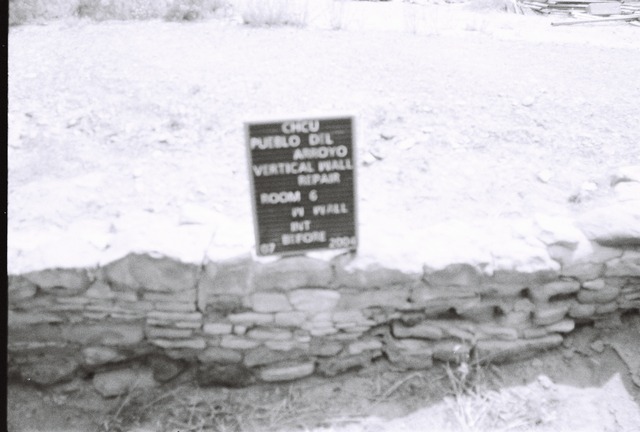 CHCU
PUEBLO DEL
ARROYO
VERTICAL WALL
REPAIR
ROOM 6
W WALL
INT
BEFORE
07 2004